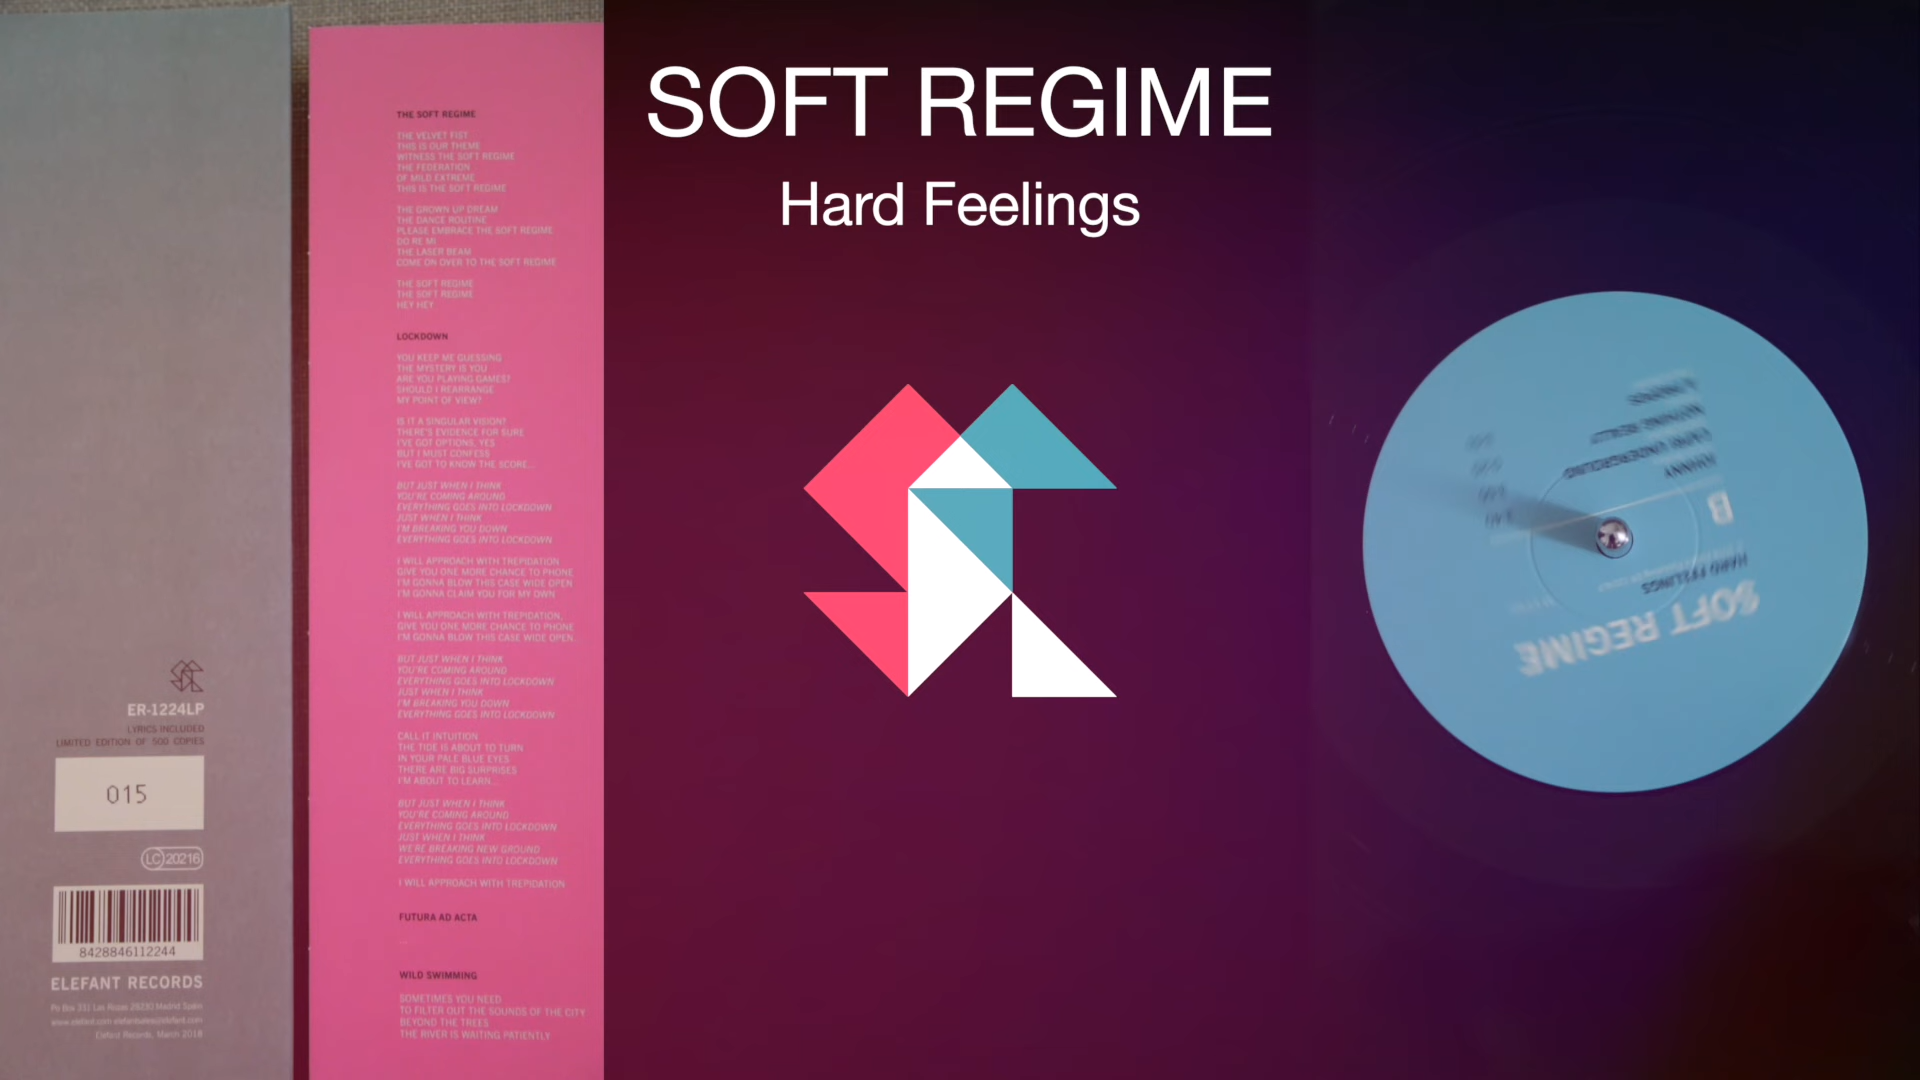 ER-1224LP
LYRICS INCLUDED
LIMITED EDITION OF 500 COPIES
015
LC 20216
8428846112244
ELEFANT RECORDS
Po Box 331 Las Rozas 28230 Madrid Spain
Elefant Records, March 2018
THE SOFT REGIME
THE VELVET FIST
THIS IS OUR THEME
WITNESS THE SOFT REGIME
THE FEDERATION
OF MILD EXTREME
THIS IS THE SOFT REGIME
THE GROWN UP DREAM
THE DANCE ROUTINE
PLEASE EMBRACE THE SOFT REGIME
DO RE MI
THE LASER BEAM
COME ON OVER TO THE SOFT REGIME
THE SOFT REGIME
THE SOFT REGIME
HEY HEY
LOCKDOWN
YOU KEEP ME GUESSING
THE MYSTERY IS YOU
ARE YOU PLAYING GAMES?
SHOULD I REARRANGE
MY POINT OF VIEW?
IS IT A SINGULAR VISION?
THERE'S EVIDENCE FOR SURE
I'VE GOT OPTIONS, YES
BUT I MUST CONFESS
I'VE GOT TO KNOW THE SCORE...
BUT JUST WHEN I THINK
YOU'RE COMING AROUND
EVERYTHING GOES INTO LOCKDOWN
JUST WHEN I THINK
I'M BREAKING YOU DOWN
EVERYTHING GOES INTO LOCKDOWN
I WILL APPROACH WITH TREPIDATION
GIVE YOU ONE MORE CHANCE TO PHONE
I'M GONNA BLOW THIS CASE WIDE OPEN
I'M GONNA CLAIM YOU FOR MY OWN
I WILL APPROACH WITH TREPIDATION,
GIVE YOU ONE MORE CHANCE TO PHONE
I'M GONNA BLOW THIS CASE WIDE OPEN.
BUT JUST WHEN I THINK
YOU'RE COMING AROUND
EVERYTHING GOES INTO LOCKDOWN
JUST WHEN I THINK
I'M BREAKING YOU DOWN
EVERYTHING GOES INTO LOCKDOWN
CALL IT INTUITION
THE TIDE IS ABOUT TO TURN
IN YOUR PALE BLUE EYES
THERE ARE BIG SURPRISES
I'M ABOUT TO LEARN...
BUT JUST WHEN I THINK
YOU'RE COMING AROUND
EVERYTHING GOES INTO LOCKDOWN
JUST WHEN I THINK
WE'RE BREAKING NEW GROUND
EVERYTHING GOES INTO LOCKDOWN
I WILL APPROACH WITH TREPIDATION
FUTURA AD ACTA
...
WILD SWIMMING
SOMETIMES YOU NEED
TO FILTER OUT THE SOUNDS OF THE CITY
BEYOND THE TREES
THE RIVER IS WAITING PATIENTLY
SOFT REGIME
Hard Feelings
SOFT REGIME
HARD FEELINGS
B
JOHNNY